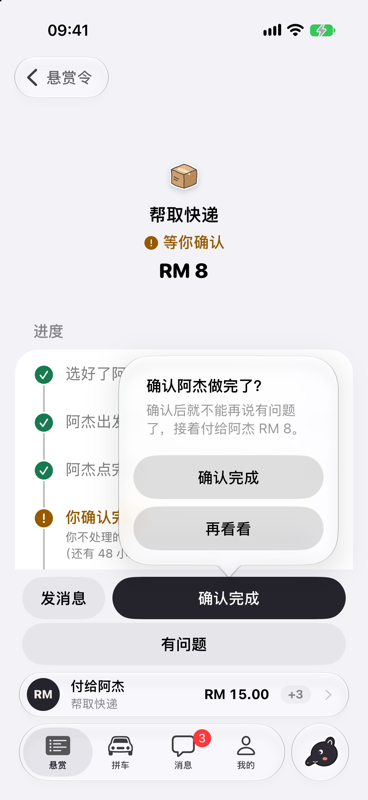 09:41
悬赏令
帮取快递
! 等你确认
RM 8
进度
选好了阿
阿杰出发
阿杰点完
! 你确认完
你不处理的
(还有 48 小
确认阿杰做完了?
确认后就不能再说有问题
了，接着付给阿杰 RM 8。
确认完成
再看看
发消息
确认完成
有问题
RM
付给阿杰
帮取快递
RM 15.00
+3
悬赏
拼车
消息
3
我的